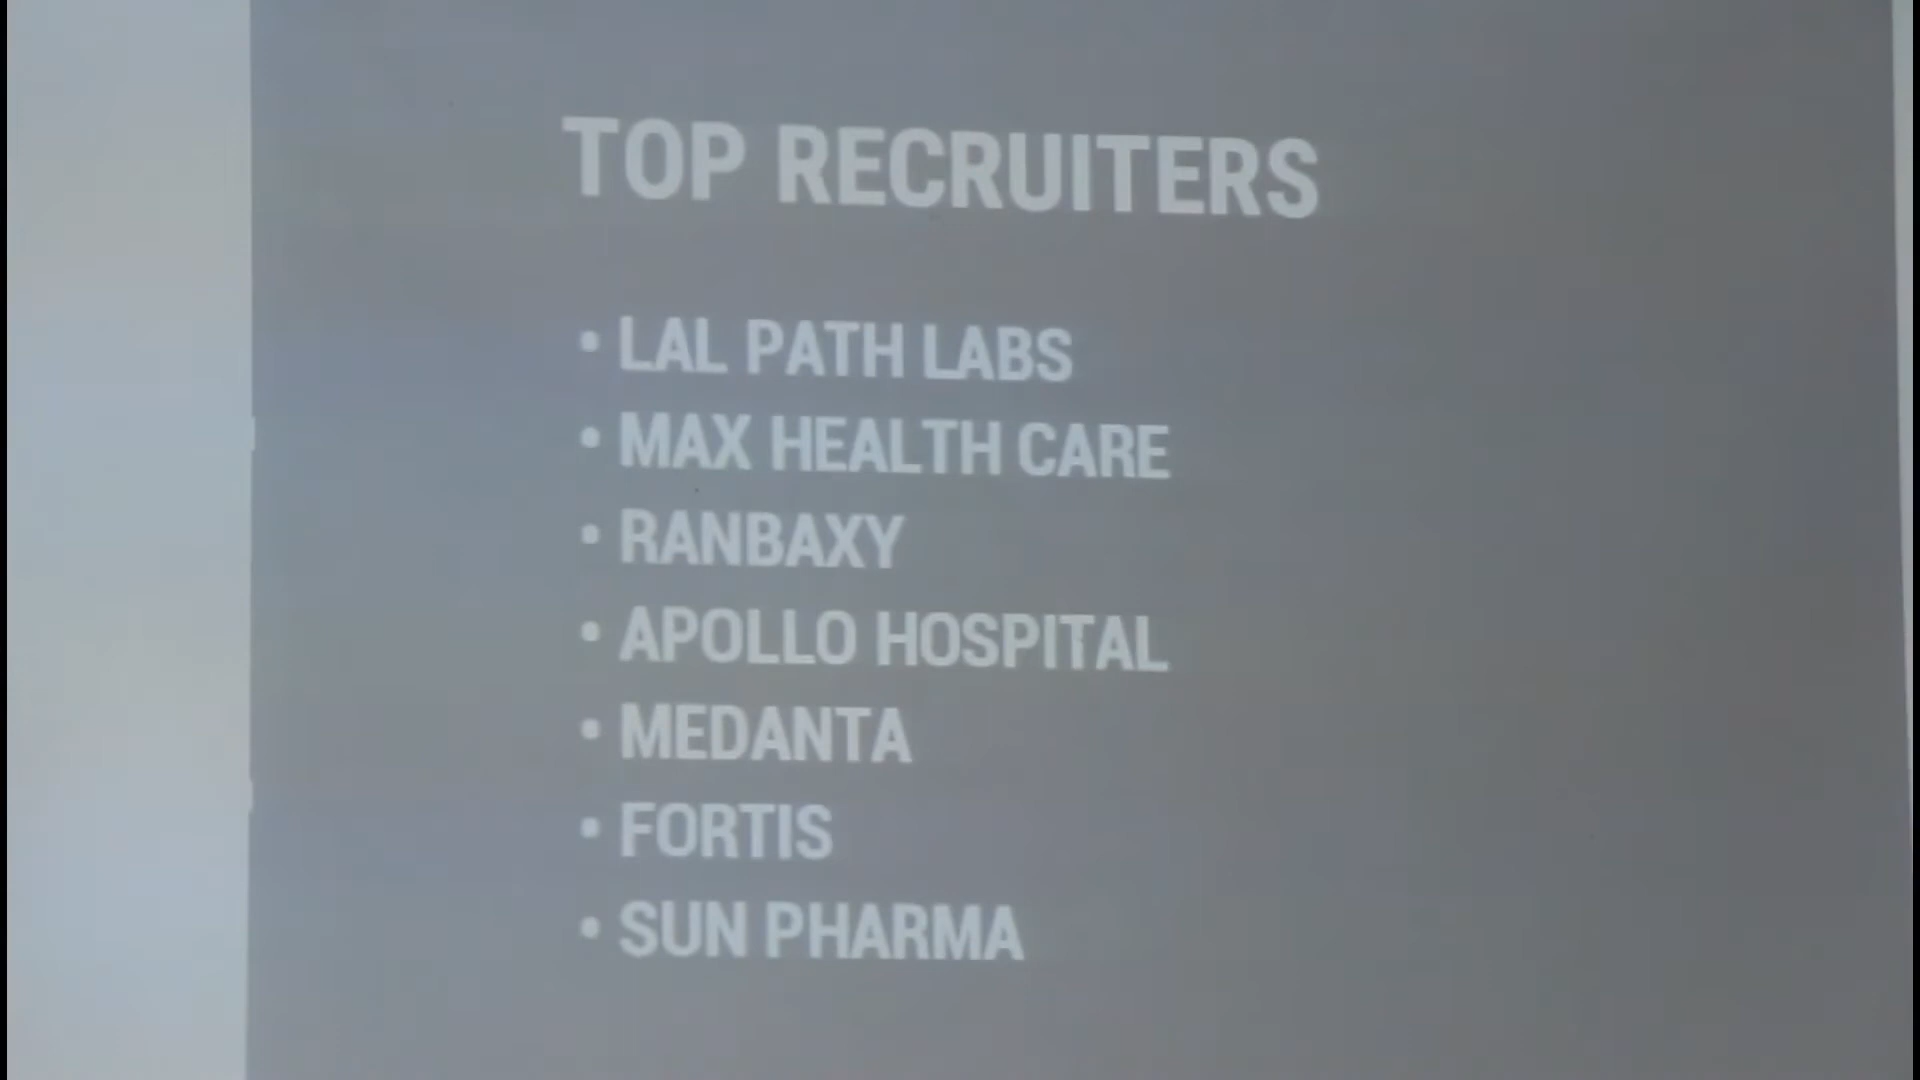 TOP RECRUITERS
• LAL PATH LABS
• MAX HEALTH CARE
• RANBAXY
• APOLLO HOSPITAL
• MEDANTA
• FORTIS
• SUN PHARMA